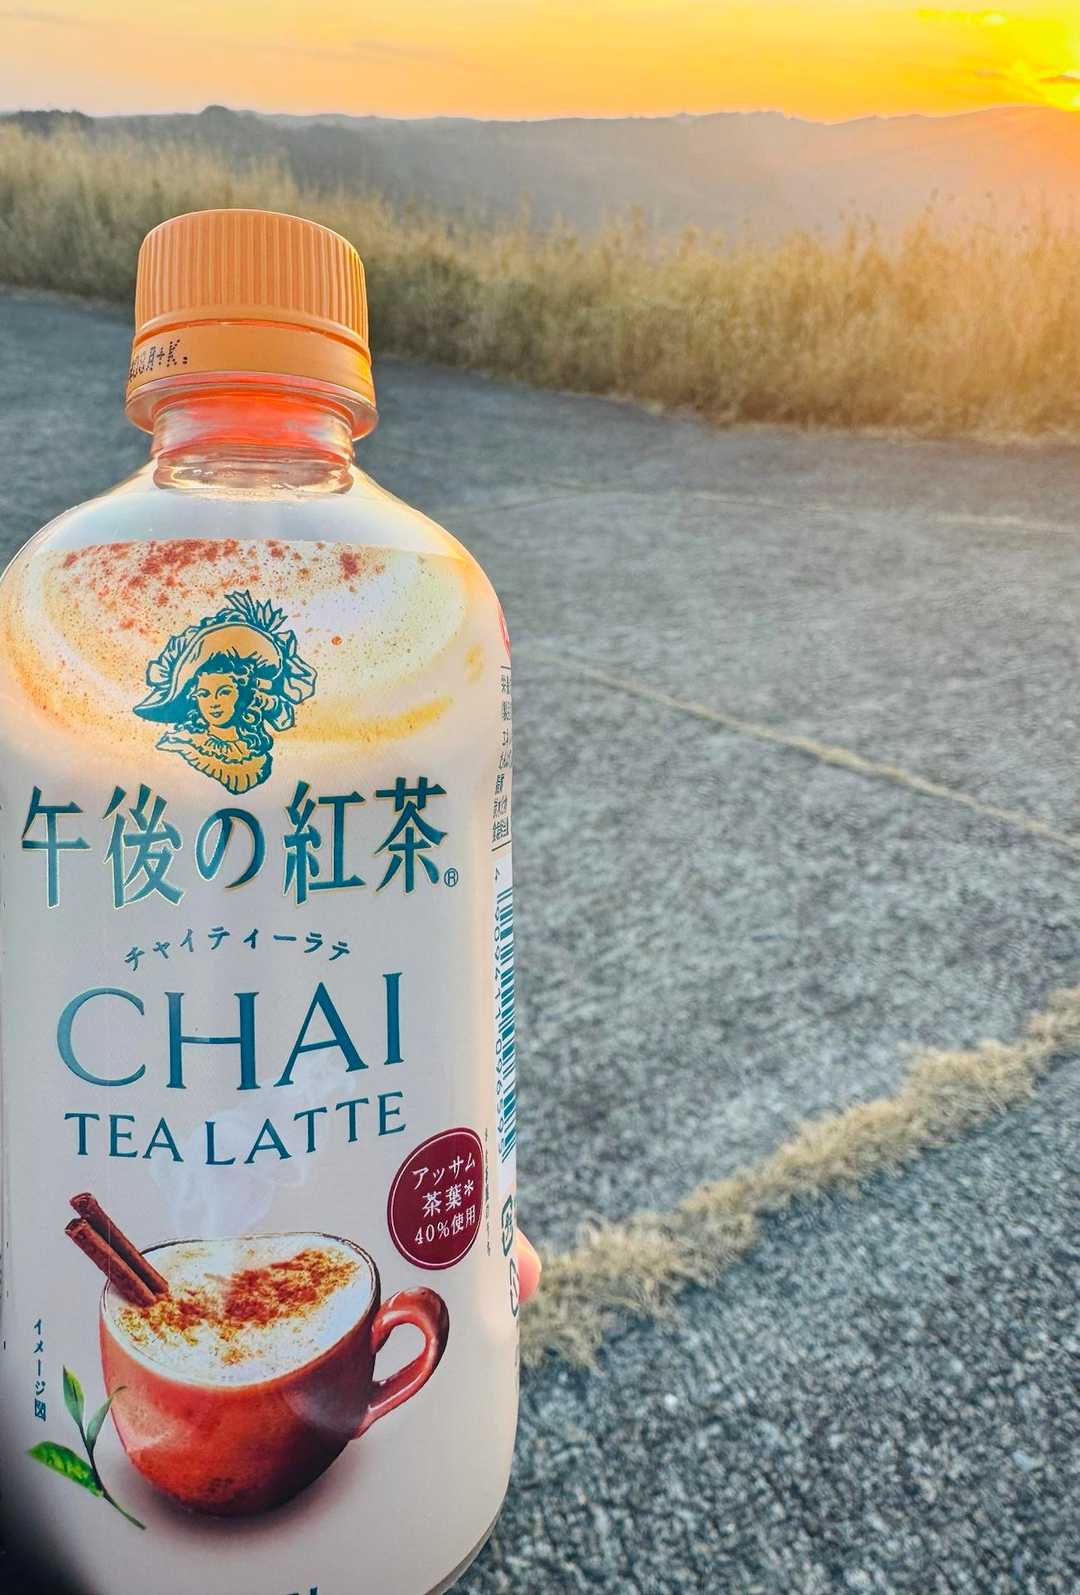 午後の紅茶®
チャイティーラテ
CHAI
TEA LATTE
アッサム
茶葉*
40%使用
イメージ図